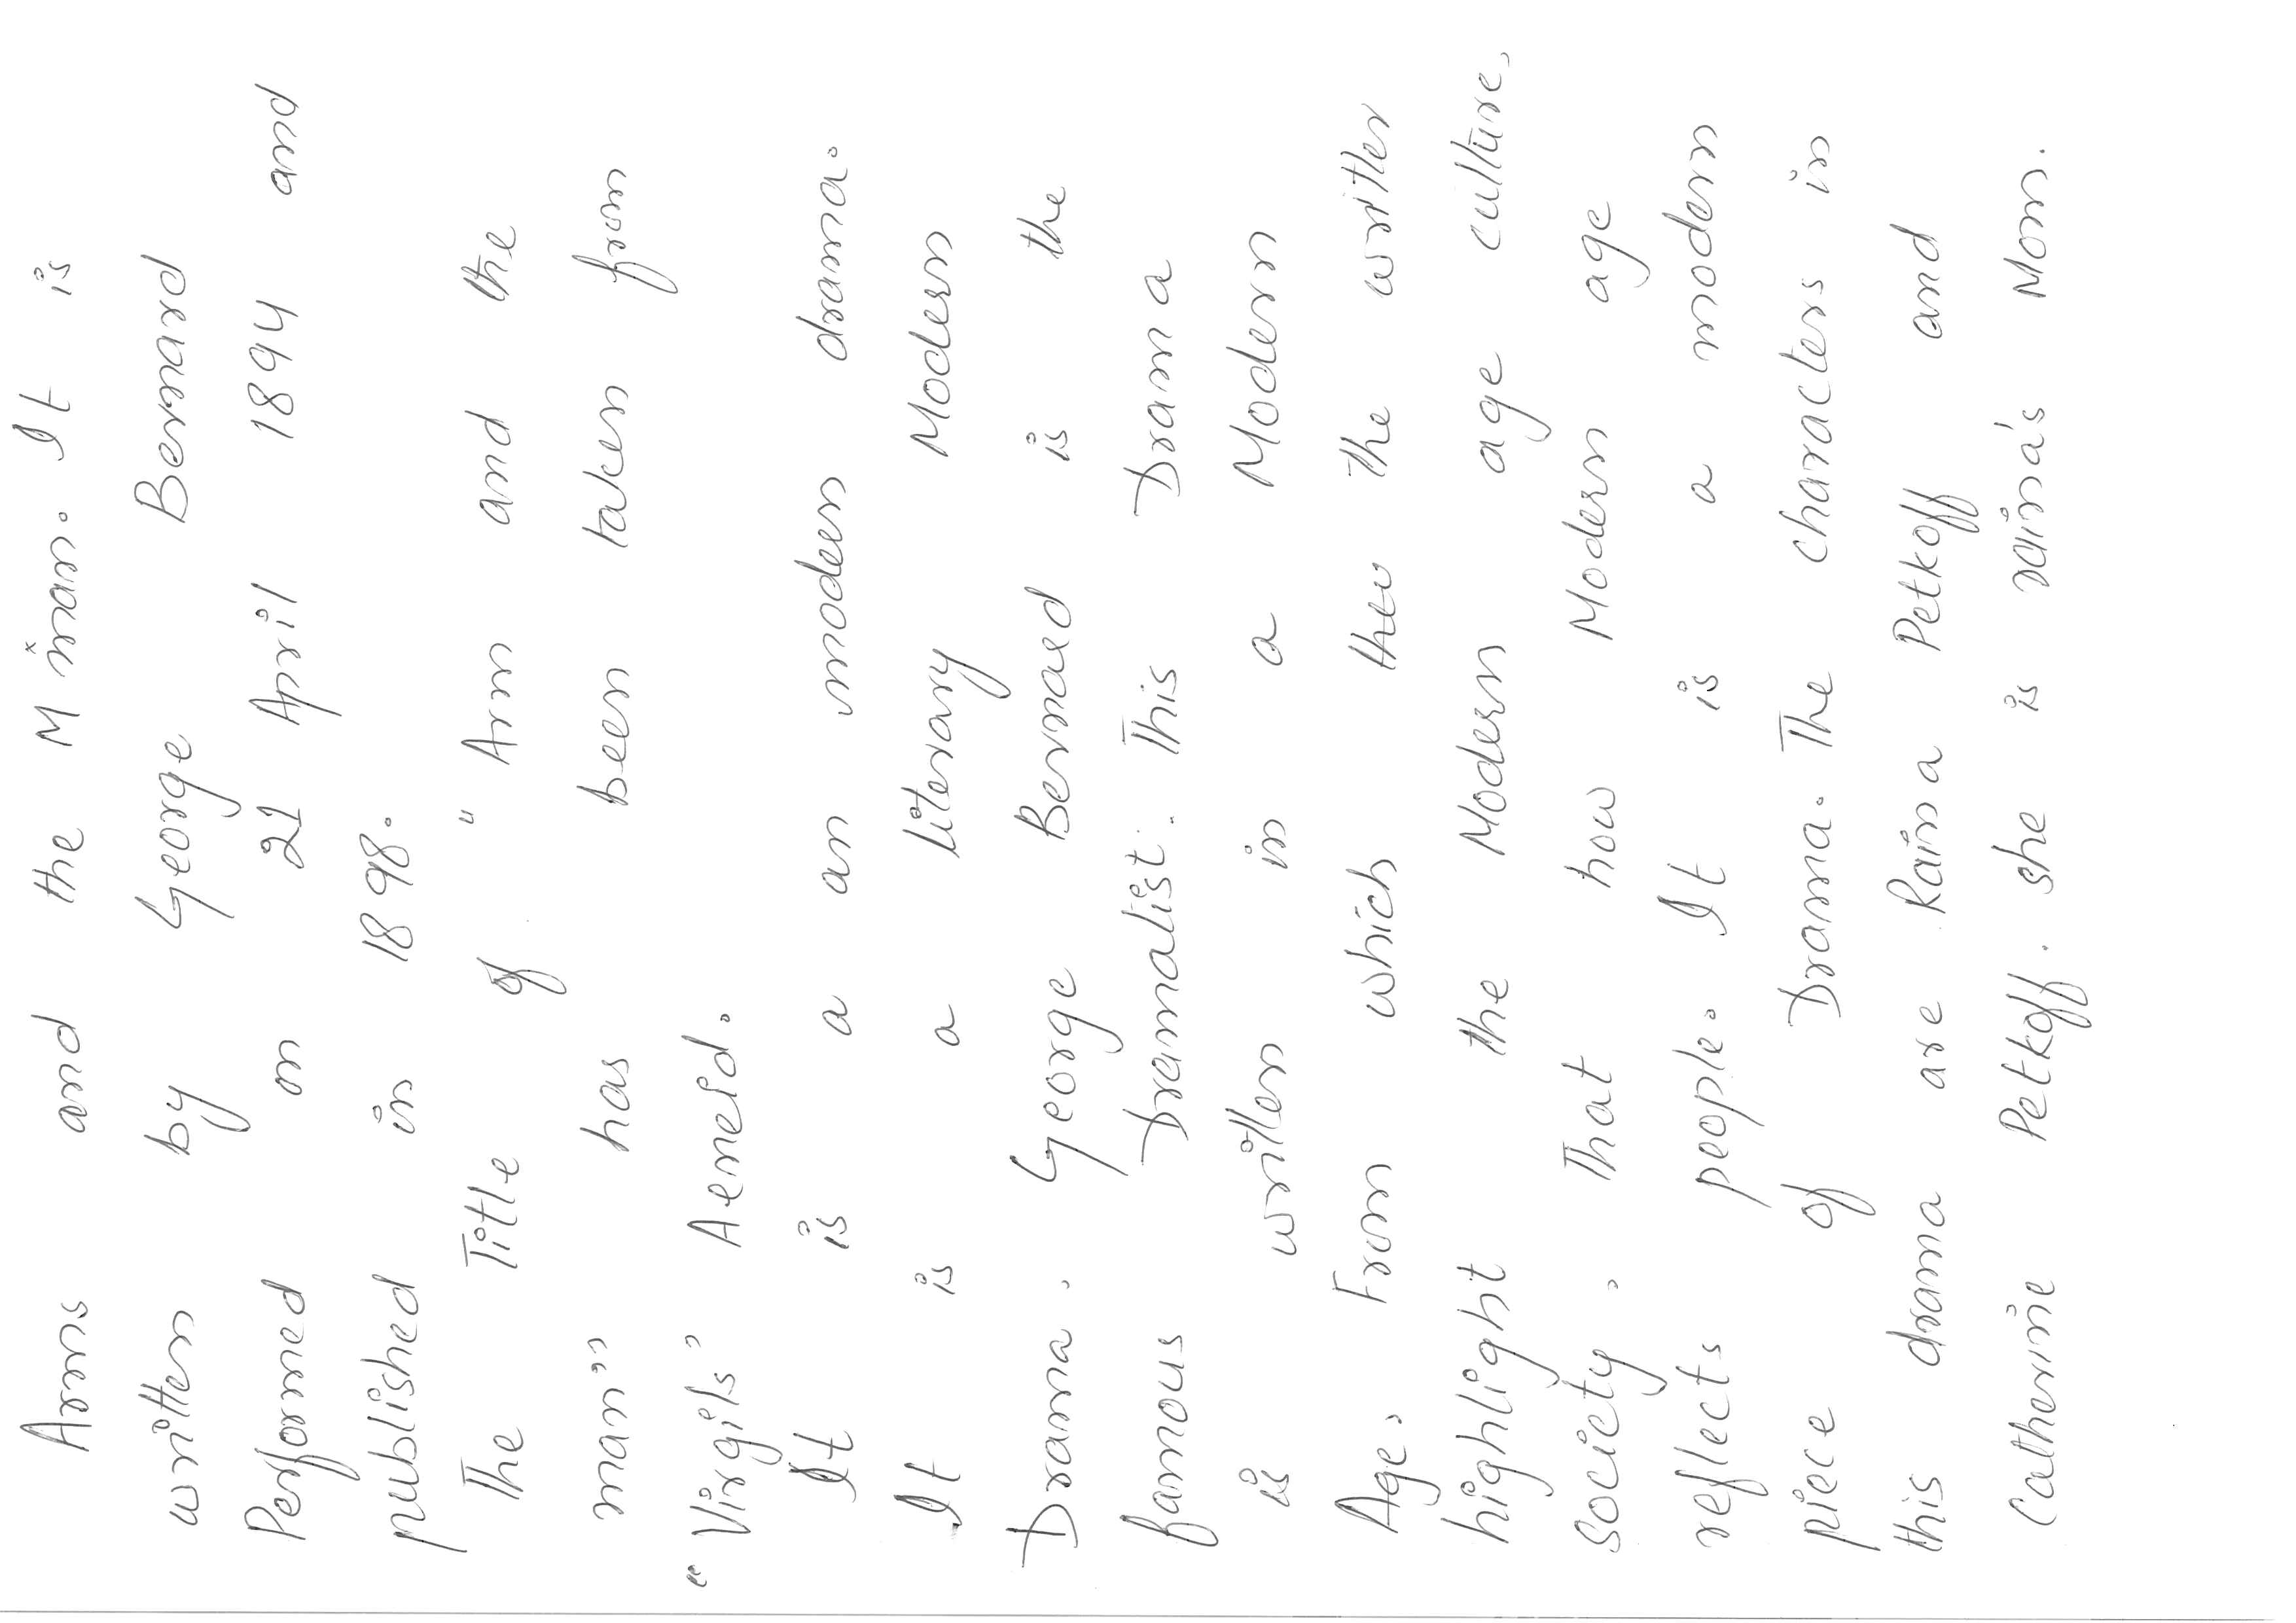 Arms and the M man. It is
written by George Bernard
Performed on 21 April 1894 and
published in 1898.
The Title of "Arm and the
man" has been taken from
"Virgils' Aeneid.
It is a an modern drama.
It is a literary Modern
Drama. George Bernard is the
famous Dramatist. This Drama
is written in a Modern
Age. From which the the writter
highlight the Modern age culture,
society, That how Modern age
reflects people. It is a modern
piece of Drama. The characters in
this drama are Raina Petkoff and
Catherine Petkoff. she is raina's Mom.